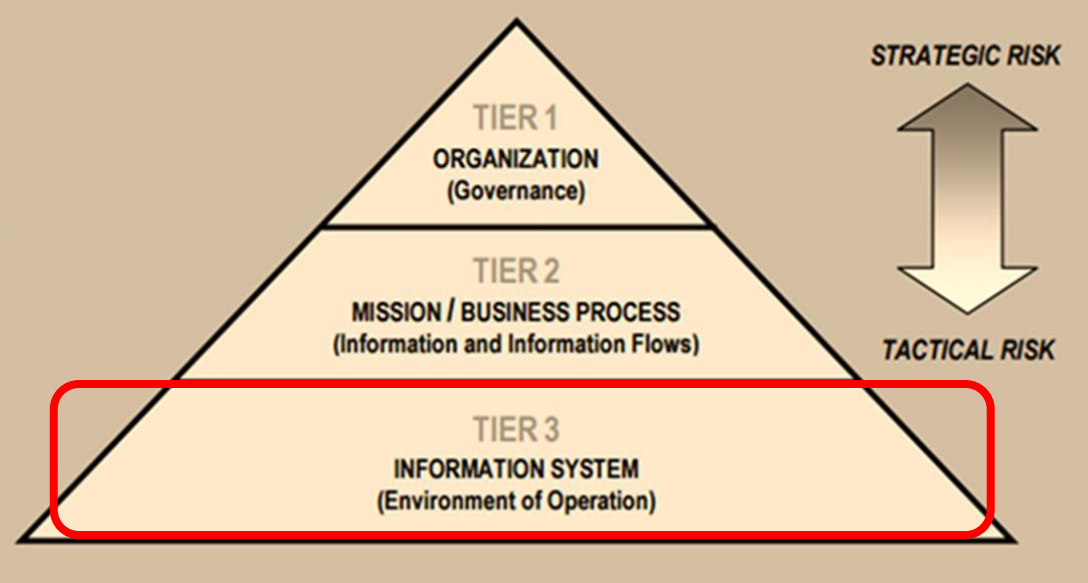 STRATEGIC RISK
TIER 1
ORGANIZATION
(Governance)
TIER 2
MISSION / BUSINESS PROCESS
(Information and Information Flows)
TACTICAL RISK
TIER 3
INFORMATION SYSTEM
(Environment of Operation)